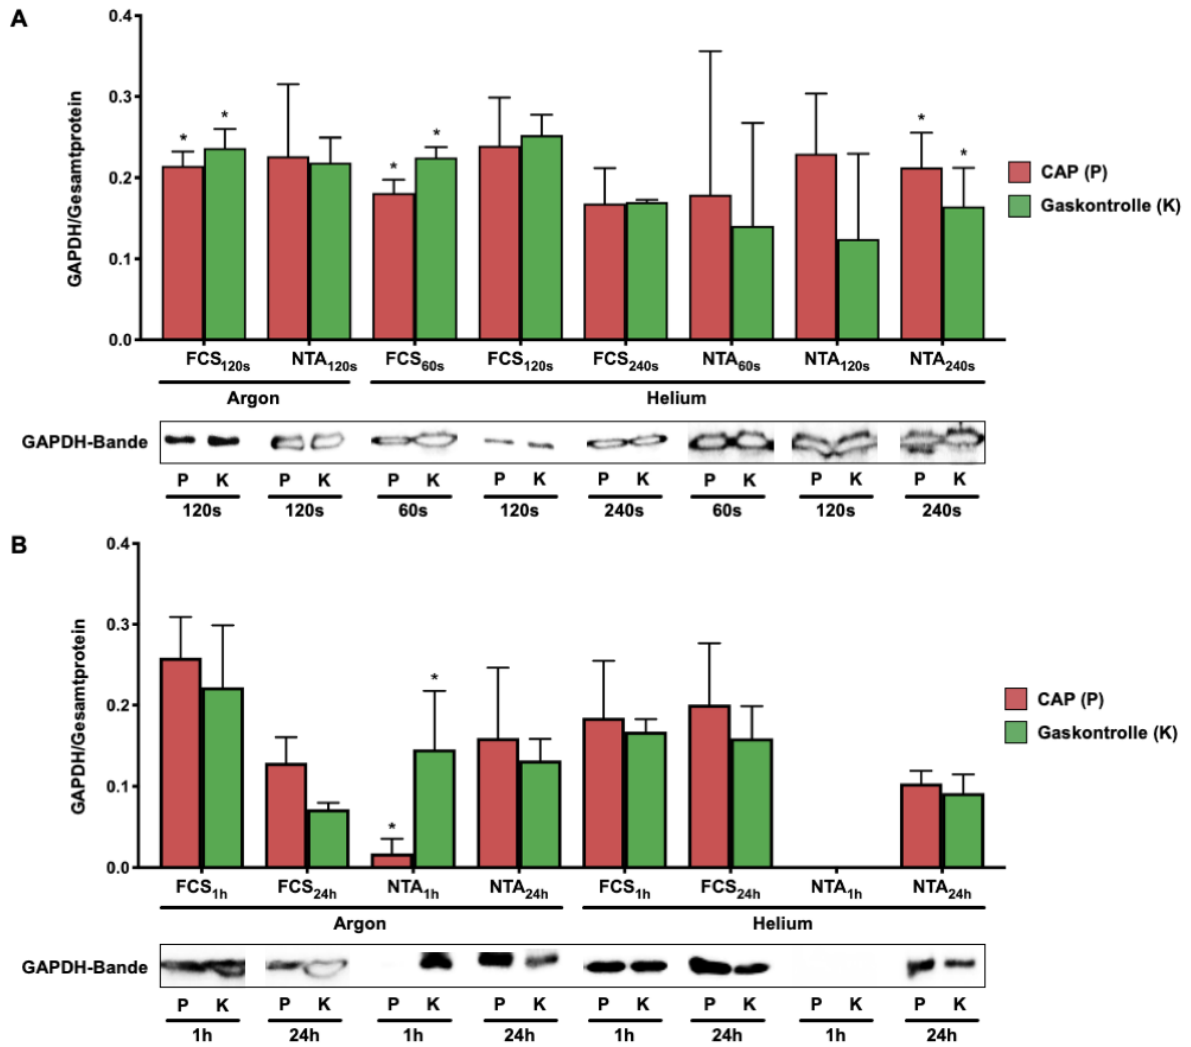 A
0.4
0.3
0.2
0.1
0.0
GAPDH/Gesamtprotein
* * * * * *
CAP (P)
Gaskontrolle (K)
FCS120s NTA120s FCS60s FCS120s FCS240s NTA60s NTA120s NTA240s
Argon Helium
GAPDH-Bande
P K P K P K P K P K P K P K P K
120s 120s 60s 120s 240s 60s 120s 240s
B
0.4
0.3
0.2
0.1
0.0
GAPDH/Gesamtprotein
* *
CAP (P)
Gaskontrolle (K)
FCS1h FCS24h NTA1h NTA24h FCS1h FCS24h NTA1h NTA24h
Argon Helium
GAPDH-Bande
P K P K P K P K P K P K P K P K
1h 24h 1h 24h 1h 24h 1h 24h